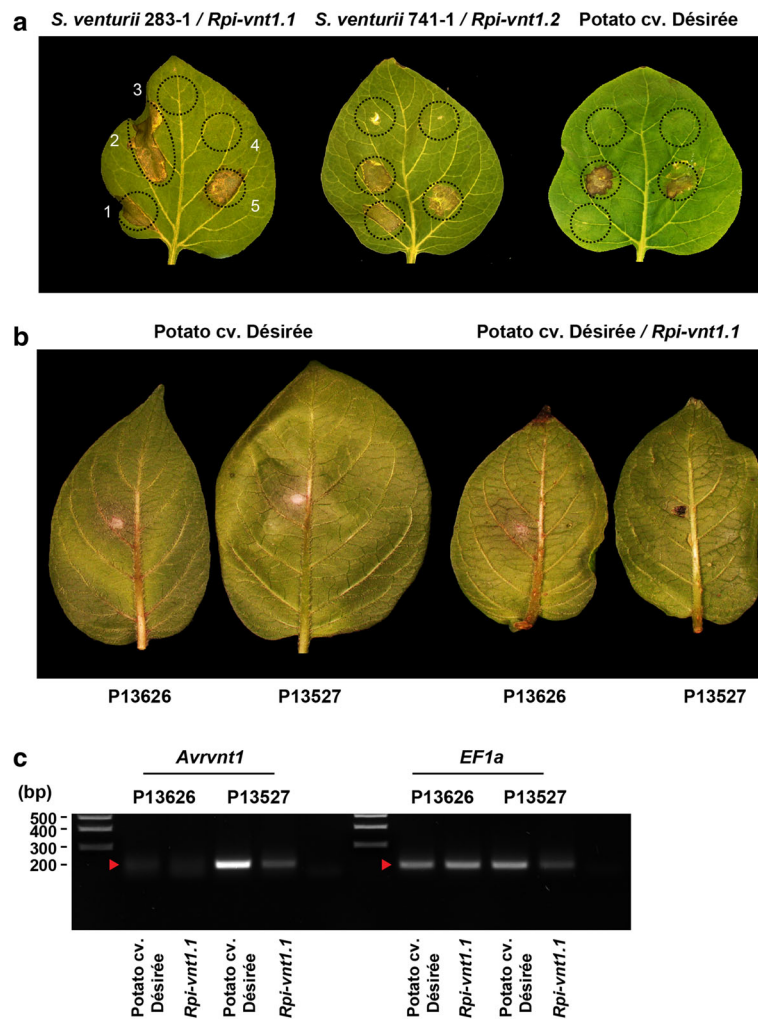 a
S. venturii 283-1 / Rpi-vnt1.1 S. venturii 741-1 / Rpi-vnt1.2 Potato cv. Désirée
3
2
4
1
5
b
Potato cv. Désirée Potato cv. Désirée / Rpi-vnt1.1
P13626 P13527 P13626 P13527
c
Avrvnt1 EF1a
(bp) P13626 P13527 P13626 P13527
500
400
300
200
Potato cv. Désirée
Rpi-vnt1.1
Potato cv. Désirée
Rpi-vnt1.1
Potato cv. Désirée
Rpi-vnt1.1
Potato cv. Désirée
Rpi-vnt1.1